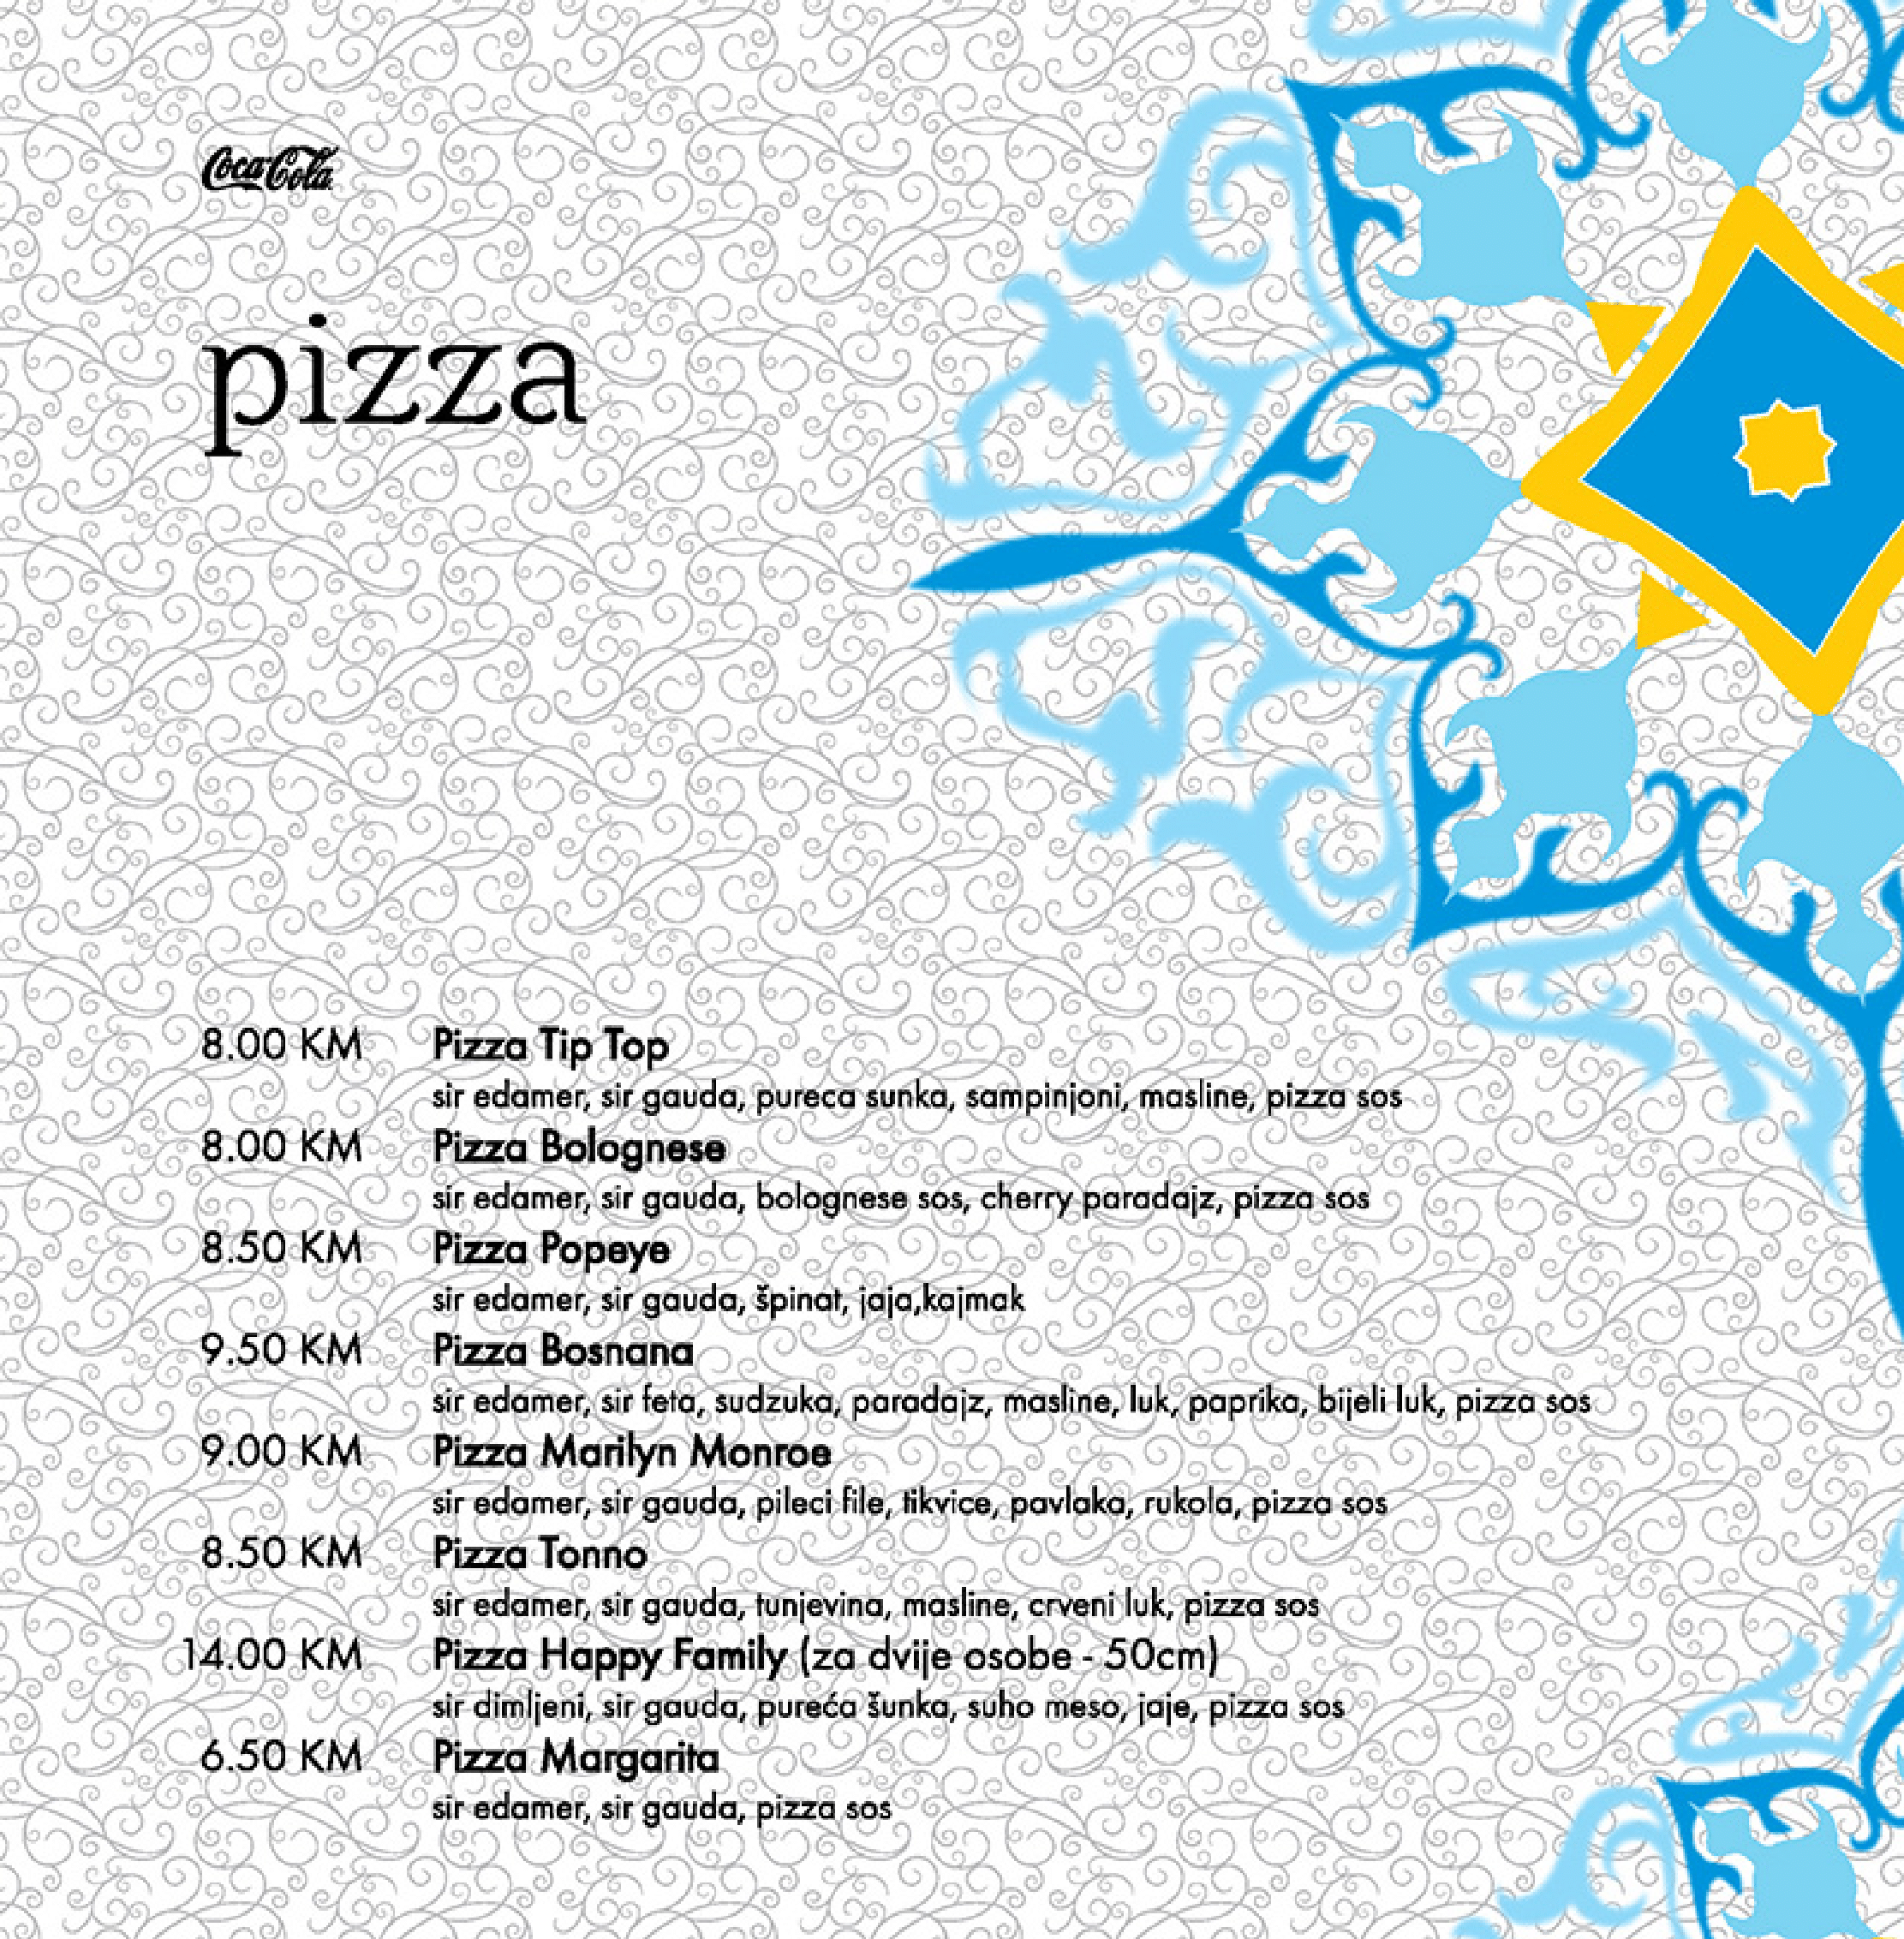 Coca-Cola
pizza
8.00 KM Pizza Tip Top
sir edamer, sir gauda, pureca sunka, sampinjoni, masline, pizza sos
8.00 KM Pizza Bolognese
sir edamer, sir gauda, bolognese sos, cherry paradajz, pizza sos
8.50 KM Pizza Popeye
sir edamer, sir gauda, špinat, jaja,kajmak
9.50 KM Pizza Bosnana
sir edamer, sir feta, sudzuka, paradajz, masline, luk, paprika, bijeli luk, pizza sos
9.00 KM Pizza Marilyn Monroe
sir edamer, sir gauda, pileci file, tikvice, pavlaka, rukola, pizza sos
8.50 KM Pizza Tonno
sir edamer, sir gauda, tunjevina, masline, crveni luk, pizza sos
14.00 KM Pizza Happy Family (za dvije osobe - 50cm)
sir dimljeni, sir gauda, pureća šunka, suho meso, jaje, pizza sos
6.50 KM Pizza Margarita
sir edamer, sir gauda, pizza sos